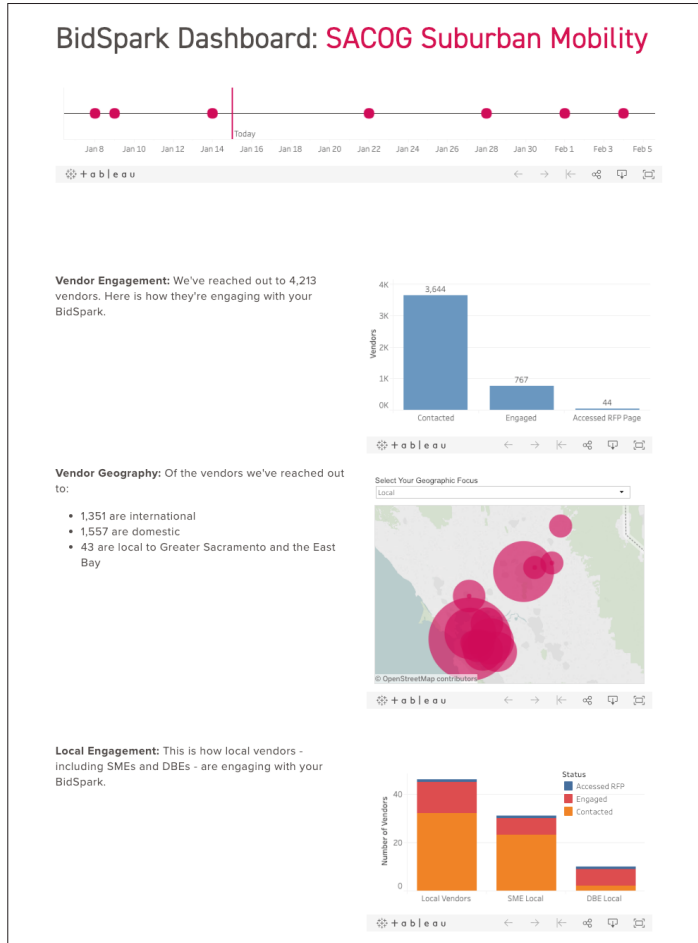 BidSpark Dashboard: SACOG Suburban Mobility
Today
Jan 8 Jan 10 Jan 12 Jan 14 Jan 16 Jan 18 Jan 20 Jan 22 Jan 24 Jan 26 Jan 28 Jan 30 Feb 1 Feb 3 Feb 5
+ a b | e a u
Vendor Engagement: We've reached out to 4,213
vendors. Here is how they're engaging with your
BidSpark.
4K
3K
2K
1K
0K
Vendors
3,644
767
44
Contacted Engaged Accessed RFP Page
+ a b | e a u
Vendor Geography: Of the vendors we've reached out
to:
• 1,351 are international
• 1,557 are domestic
• 43 are local to Greater Sacramento and the East
Bay
Select Your Geographic Focus
Local
© OpenStreetMap contributors
+ a b | e a u
Local Engagement: This is how local vendors -
including SMEs and DBEs - are engaging with your
BidSpark.
Status
Accessed RFP
Engaged
Contacted
40
20
0
Number of Vendors
Local Vendors SME Local DBE Local
+ a b | e a u